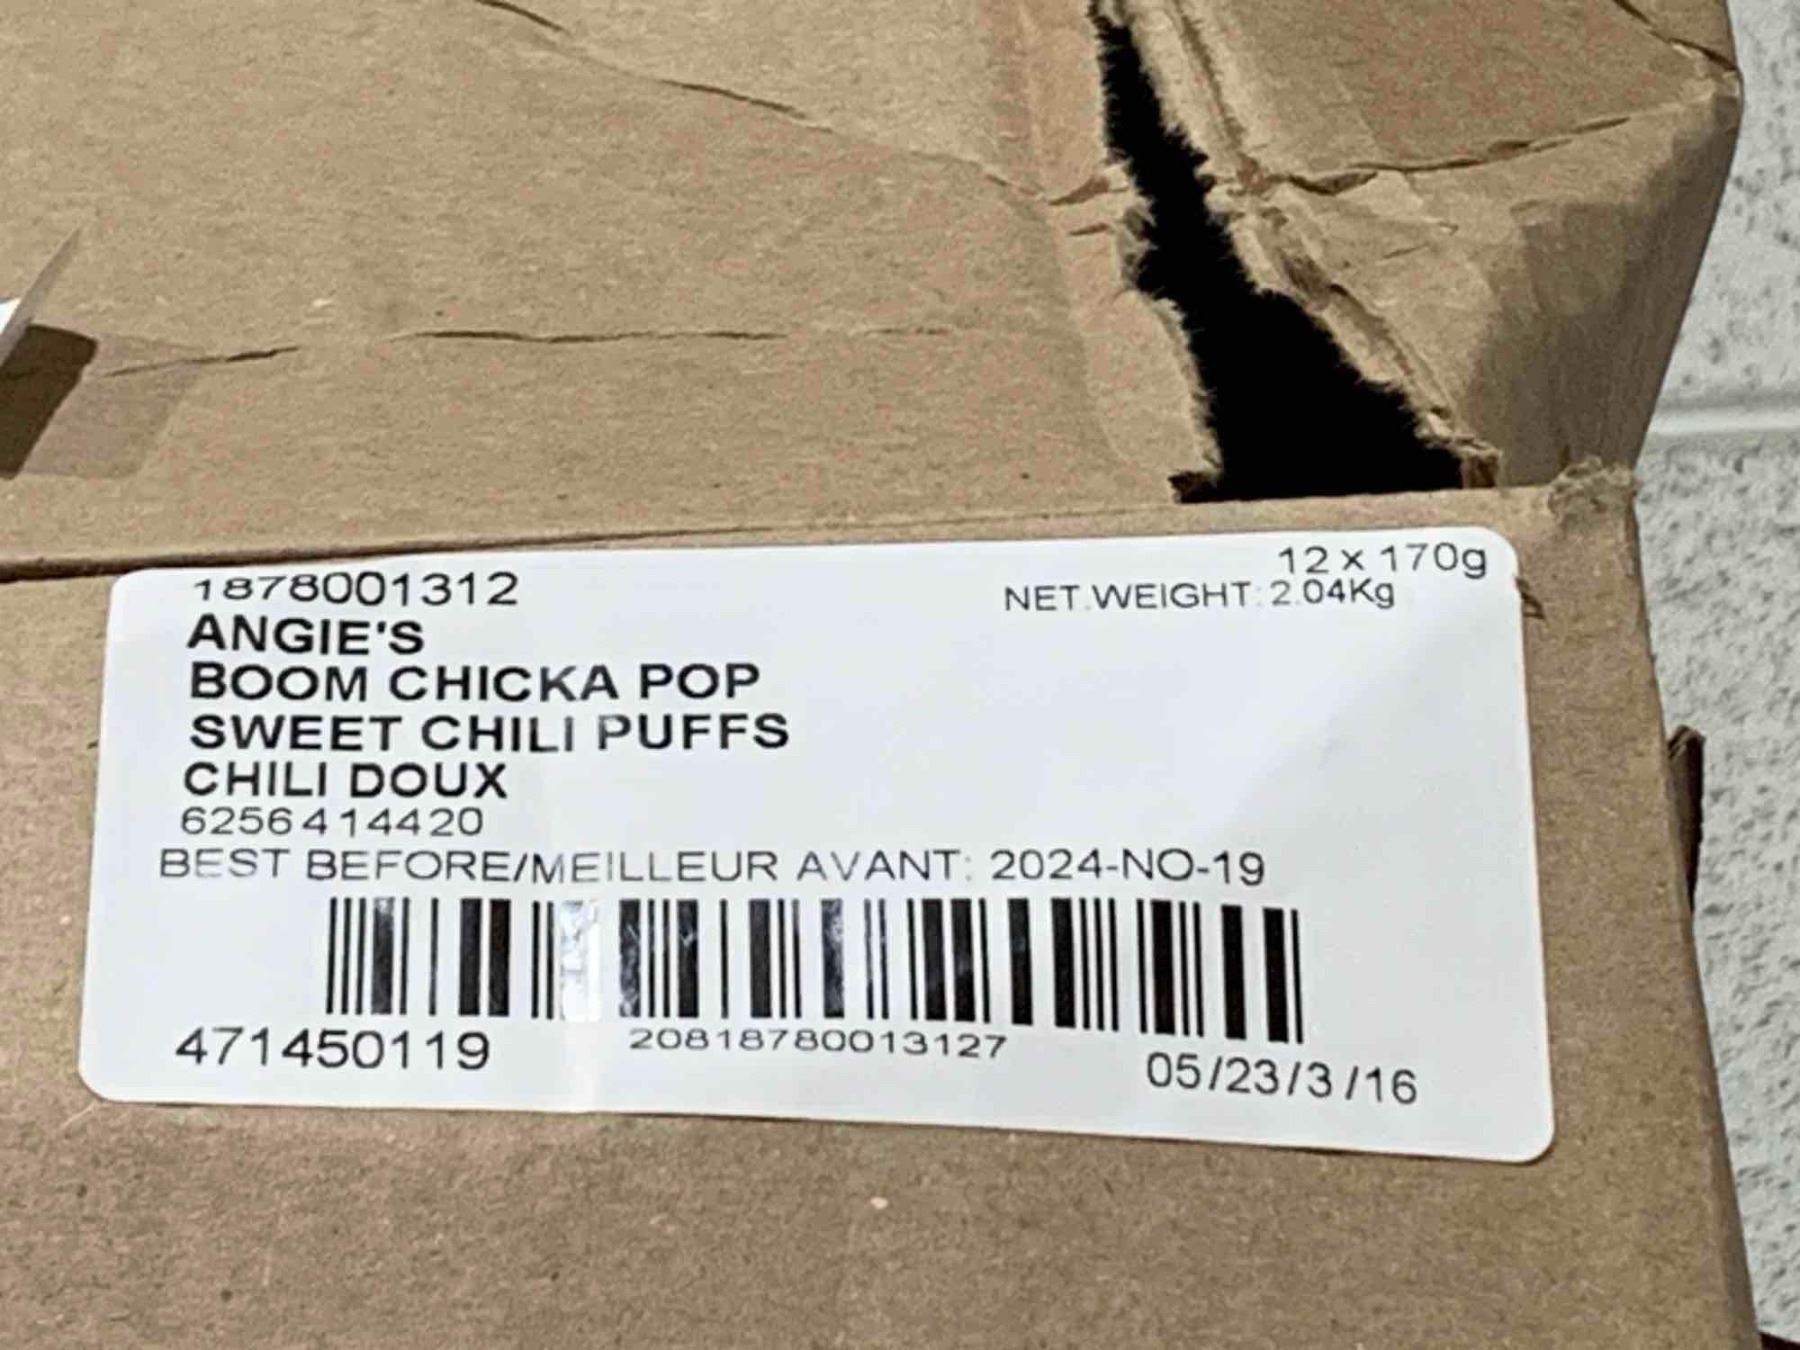 12 x 170g
1878001312
NET.WEIGHT: 2.04Kg
ANGIE'S
BOOM CHICKA POP
SWEET CHILI PUFFS
CHILI DOUX
6256414420
BEST BEFORE/MEILLEUR AVANT: 2024-NO-19
471450119
20818780013127
05/23/3/16